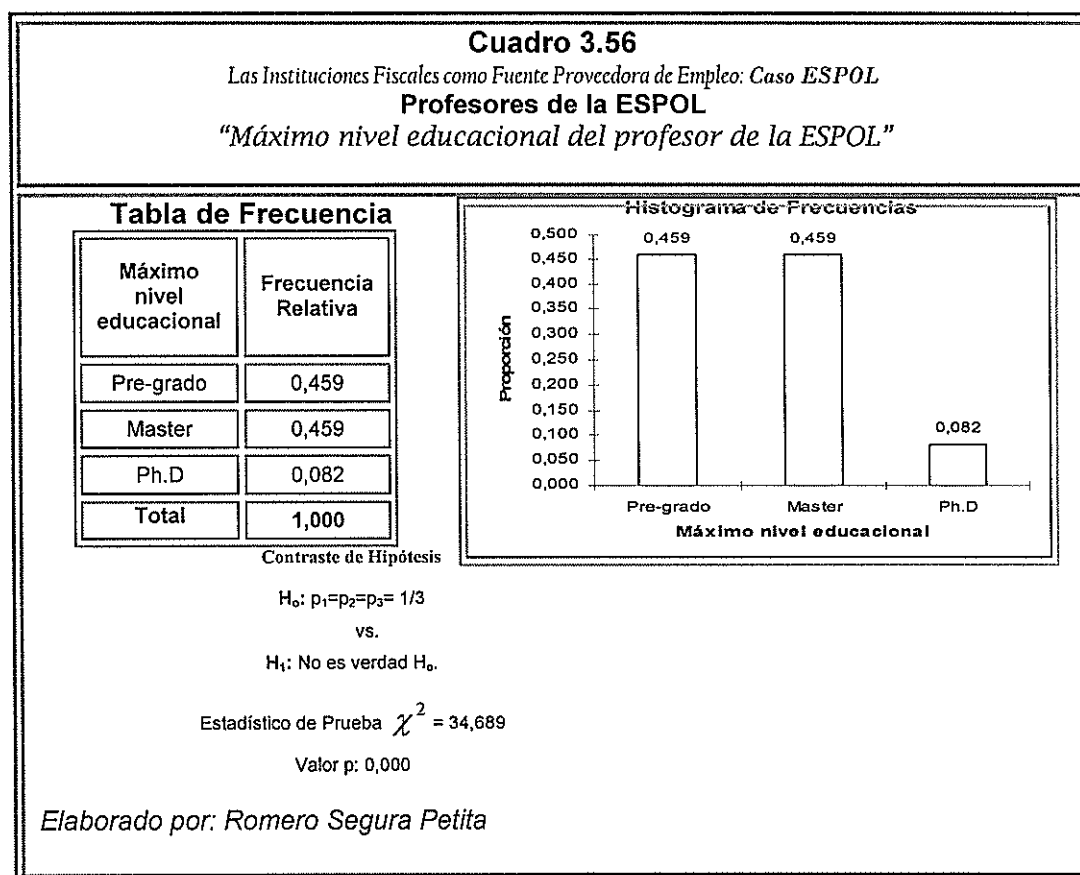 Cuadro 3.56
Las Instituciones Fiscales como Fuente Proveedora de Empleo: Caso ESPOL
Profesores de la ESPOL
“Máximo nivel educacional del profesor de la ESPOL”
Tabla de Frecuencia
Máximo
nivel
educacional
Frecuencia
Relativa
Pre-grado 0,459
Master 0,459
Ph.D 0,082
Total 1,000
Histograma de Frecuencias
Proporción
0,500
0,450
0,400
0,350
0,300
0,250
0,200
0,150
0,100
0,050
0,000
0,459
0,459
0,082
Pre-grado Master Ph.D
Máximo nivel educacional
Contraste de Hipótesis
Hₒ: p₁=p₂=p₃= 1/3
vs.
H₁: No es verdad Hₒ.
Estadístico de Prueba χ² = 34,689
Valor p: 0,000
Elaborado por: Romero Segura Petita